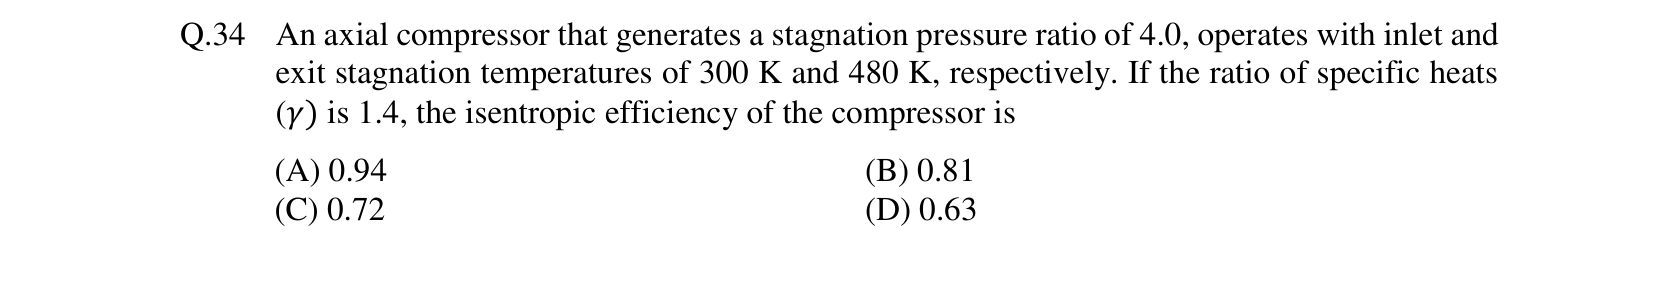 Q.34 An axial compressor that generates a stagnation pressure ratio of 4.0, operates with inlet and
exit stagnation temperatures of 300 K and 480 K, respectively. If the ratio of specific heats
(γ) is 1.4, the isentropic efficiency of the compressor is
(A) 0.94 (B) 0.81
(C) 0.72 (D) 0.63